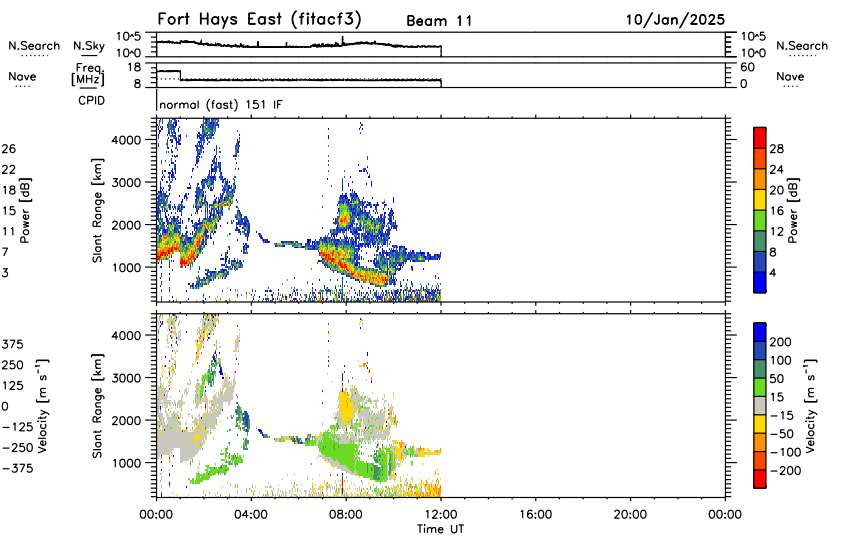 Fort Hays East (fitacf3) Beam 11 10/Jan/2025
N.Search N.Sky 10^5 10^0 10^5 10^0 N.Search
Nave Freq. [MHz] 18 8 60 0 Nave
CPID normal (fast) 151 IF
Power [dB] 26 22 18 15 11 7 3
Slant Range [km] 4000 3000 2000 1000
28 24 20 16 12 8 4 Power [dB]
375 250 125 0 −125 −250 −375
Velocity [m s⁻¹]
Slant Range [km] 4000 3000 2000 1000
200 100 50 15 −15 −50 −100 −200
Velocity [m s⁻¹]
00:00 04:00 08:00 12:00 16:00 20:00 00:00
Time UT